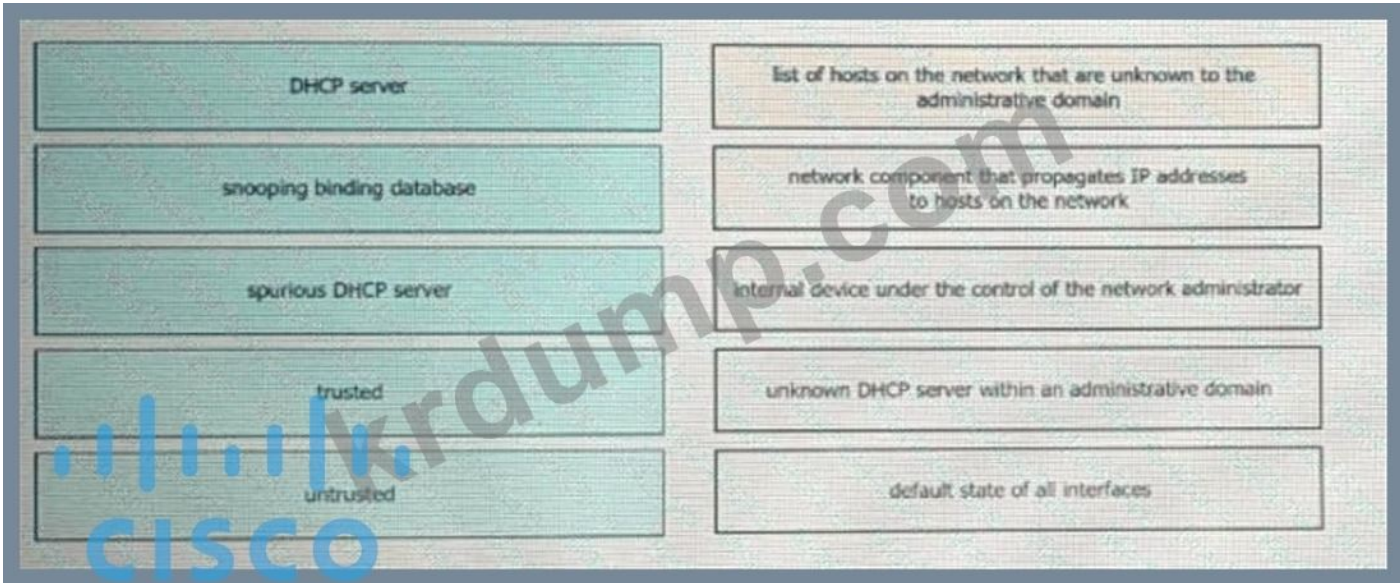 DHCP server
list of hosts on the network that are unknown to the
administrative domain
snooping binding database
network component that propagates IP addresses
to hosts on the network
spurious DHCP server
internal device under the control of the network administrator
trusted
unknown DHCP server within an administrative domain
untrusted
default state of all interfaces
krdump.com
CISCO